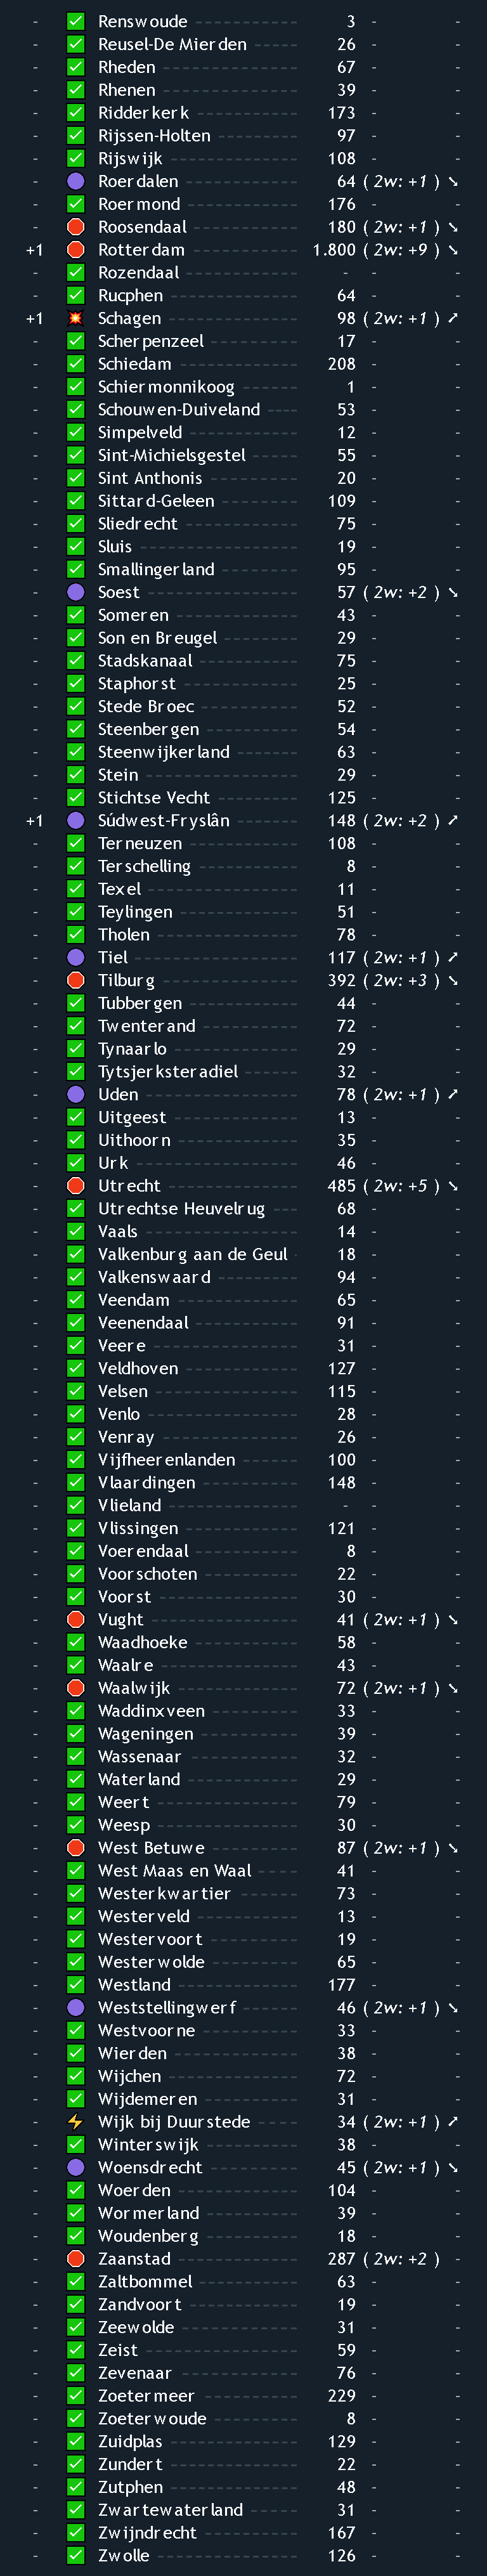 - ✅ Renswoude 3 - -
- ✅ Reusel-De Mierden 26 - -
- ✅ Rheden 67 - -
- ✅ Rhenen 39 - -
- ✅ Ridderkerk 173 - -
- ✅ Rijssen-Holten 97 - -
- ✅ Rijswijk 108 - -
- 🟣 Roerdalen 64 ( 2w: +1 ) ➘
- ✅ Roermond 176 - -
- 🛑 Roosendaal 180 ( 2w: +1 ) ➘
+1 🛑 Rotterdam 1.800 ( 2w: +9 ) ➘
- ✅ Rozendaal - - -
- ✅ Rucphen 64 - -
+1 💥 Schagen 98 ( 2w: +1 ) ➚
- ✅ Scherpenzeel 17 - -
- ✅ Schiedam 208 - -
- ✅ Schiermonnikoog 1 - -
- ✅ Schouwen-Duiveland 53 - -
- ✅ Simpelveld 12 - -
- ✅ Sint-Michielsgestel 55 - -
- ✅ Sint Anthonis 20 - -
- ✅ Sittard-Geleen 109 - -
- ✅ Sliedrecht 75 - -
- ✅ Sluis 19 - -
- ✅ Smallingerland 95 - -
- 🟣 Soest 57 ( 2w: +2 ) ➘
- ✅ Someren 43 - -
- ✅ Son en Breugel 29 - -
- ✅ Stadskanaal 75 - -
- ✅ Staphorst 25 - -
- ✅ Stede Broec 52 - -
- ✅ Steenbergen 54 - -
- ✅ Steenwijkerland 63 - -
- ✅ Stein 29 - -
- ✅ Stichtse Vecht 125 - -
+1 🟣 Súdwest-Fryslân 148 ( 2w: +2 ) ➚
- ✅ Terneuzen 108 - -
- ✅ Terschelling 8 - -
- ✅ Texel 11 - -
- ✅ Teylingen 51 - -
- ✅ Tholen 78 - -
- 🟣 Tiel 117 ( 2w: +1 ) ➚
- 🛑 Tilburg 392 ( 2w: +3 ) ➘
- ✅ Tubbergen 44 - -
- ✅ Twenterand 72 - -
- ✅ Tynaarlo 29 - -
- ✅ Tytsjerksteradiel 32 - -
- 🟣 Uden 78 ( 2w: +1 ) ➚
- ✅ Uitgeest 13 - -
- ✅ Uithoorn 35 - -
- ✅ Urk 46 - -
- 🛑 Utrecht 485 ( 2w: +5 ) ➘
- ✅ Utrechtse Heuvelrug 68 - -
- ✅ Vaals 14 - -
- ✅ Valkenburg aan de Geul 18 - -
- ✅ Valkenswaard 94 - -
- ✅ Veendam 65 - -
- ✅ Veenendaal 91 - -
- ✅ Veere 31 - -
- ✅ Veldhoven 127 - -
- ✅ Velsen 115 - -
- ✅ Venlo 28 - -
- ✅ Venray 26 - -
- ✅ Vijfheerenlanden 100 - -
- ✅ Vlaardingen 148 - -
- ✅ Vlieland - - -
- ✅ Vlissingen 121 - -
- ✅ Voerendaal 8 - -
- ✅ Voorschoten 22 - -
- ✅ Voorst 30 - -
- 🛑 Vught 41 ( 2w: +1 ) ➘
- ✅ Waadhoeke 58 - -
- ✅ Waalre 43 - -
- 🛑 Waalwijk 72 ( 2w: +1 ) ➘
- ✅ Waddinxveen 33 - -
- ✅ Wageningen 39 - -
- ✅ Wassenaar 32 - -
- ✅ Waterland 29 - -
- ✅ Weert 79 - -
- ✅ Weesp 30 - -
- 🛑 West Betuwe 87 ( 2w: +1 ) ➘
- ✅ West Maas en Waal 41 - -
- ✅ Westerkwartier 73 - -
- ✅ Westerveld 13 - -
- ✅ Westervoort 19 - -
- ✅ Westerwolde 65 - -
- ✅ Westland 177 - -
- 🟣 Weststellingwerf 46 ( 2w: +1 ) ➘
- ✅ Westvoorne 33 - -
- ✅ Wierden 38 - -
- ✅ Wijchen 72 - -
- ✅ Wijdemeren 31 - -
- ⚡ Wijk bij Duurstede 34 ( 2w: +1 ) ➚
- ✅ Winterswijk 38 - -
- 🟣 Woensdrecht 45 ( 2w: +1 ) ➘
- ✅ Woerden 104 - -
- ✅ Wormerland 39 - -
- ✅ Woudenberg 18 - -
- 🛑 Zaanstad 287 ( 2w: +2 ) -
- ✅ Zaltbommel 63 - -
- ✅ Zandvoort 19 - -
- ✅ Zeewolde 31 - -
- ✅ Zeist 59 - -
- ✅ Zevenaar 76 - -
- ✅ Zoetermeer 229 - -
- ✅ Zoeterwoude 8 - -
- ✅ Zuidplas 129 - -
- ✅ Zundert 22 - -
- ✅ Zutphen 48 - -
- ✅ Zwartewaterland 31 - -
- ✅ Zwijndrecht 167 - -
- ✅ Zwolle 126 - -